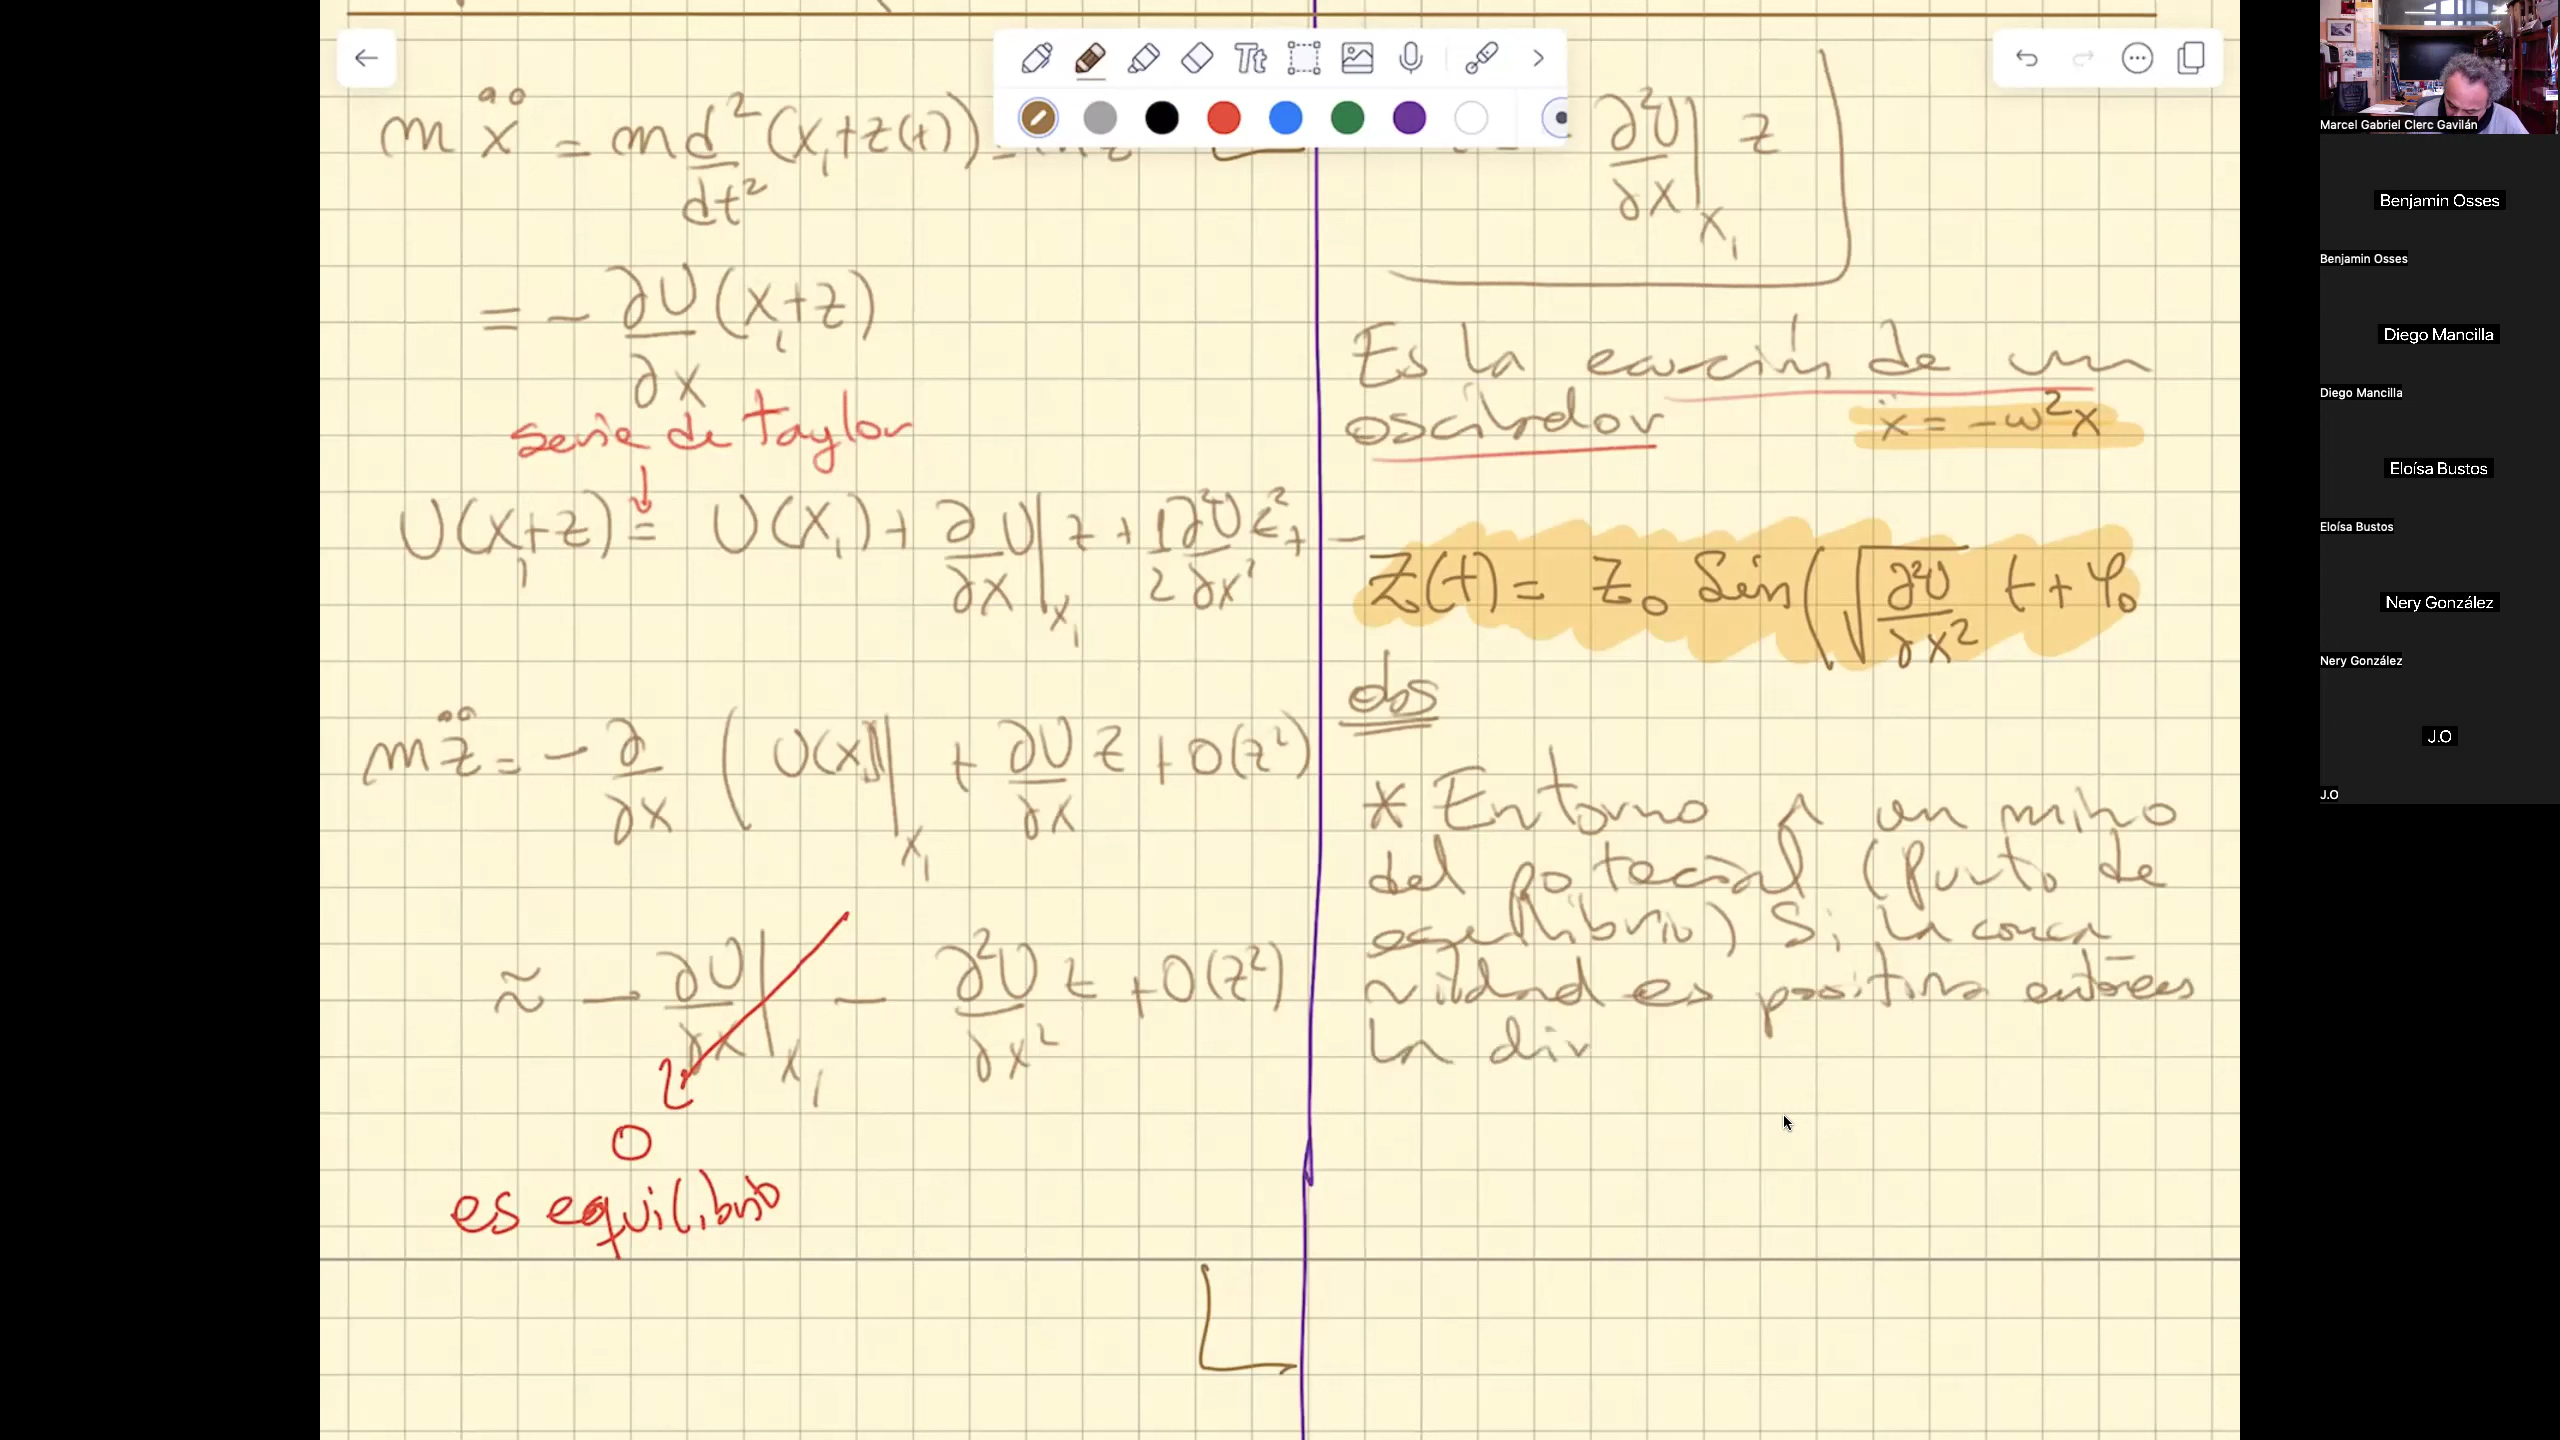 m ẍ = m d²/dt² (x₁+z(t)) =
= - ∂U/∂x (x₁+z)
serie de taylor
U(x₁+z) = U(x₁) + ∂U/∂x|x₁ z + 1/2 ∂²U/∂x² z² + -
m z̈ = - ∂/∂x ( U(x)|x₁ + ∂U/∂x z + O(z²)
≈ - ∂U/∂x|x₁ - ∂²U/∂x² z + O(z²)
0
es equilibrio
∂²U/∂x|x₁ z
Es la ecuación de un
oscilador ẍ = -ω²x
Z(t) = Z₀ Sin(√∂²U/∂x² t + φ₀
obs
* Entorno a un
del potecial (punto de
equilibrio) Si la conca
vidad es positiva entonces
la div
Tt
Marcel Gabriel Clerc Gavilán
Benjamin Osses
Benjamin Osses
Diego Mancilla
Diego Mancilla
Eloísa Bustos
Eloísa Bustos
Nery González
Nery González
J.O
J.O